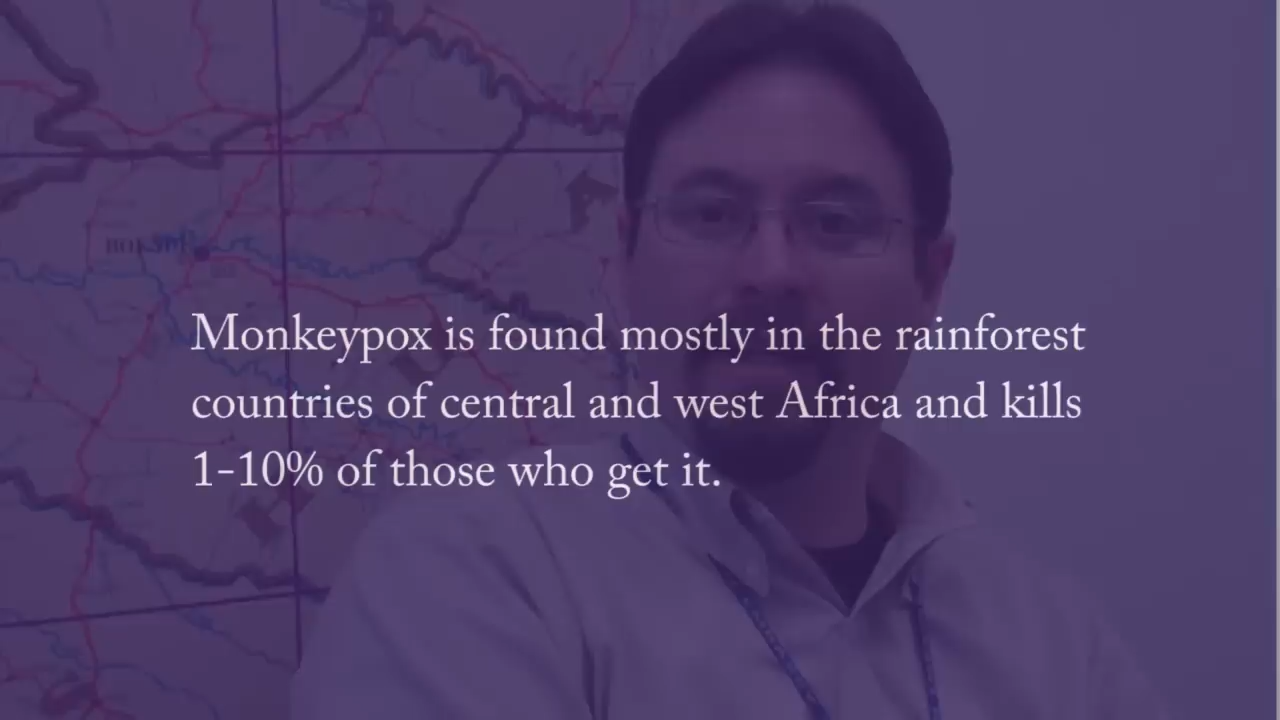 Monkeypox is found mostly in the rainforest
countries of central and west Africa and kills
1-10% of those who get it.